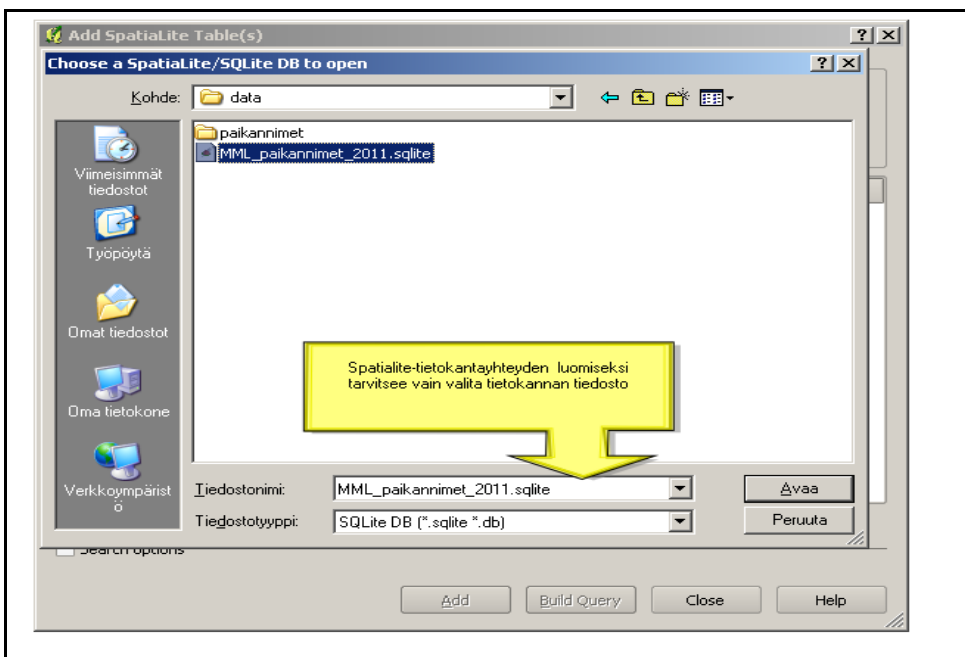 Add SpatiaLite Table(s)
Choose a SpatiaLite/SQLite DB to open
Kohde:
data
paikannimet
MML_paikannimet_2011.sqlite
Viimeisimmät
tiedostot
Työpöytä
Omat tiedostot
Oma tietokone
Verkkoympärist
ö
Spatialite-tietokantayhteyden luomiseksi
tarvitsee vain valita tietokannan tiedosto
Tiedostonimi:
MML_paikannimet_2011.sqlite
Avaa
Tiedostotyyppi:
SQLite DB (*.sqlite *.db)
Peruuta
Search options
Add
Build Query
Close
Help